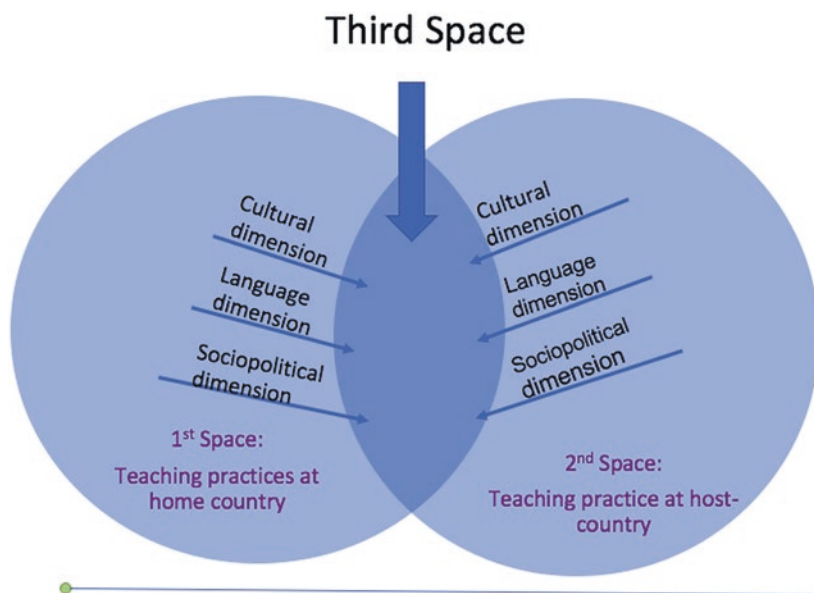 Third Space
Cultural
dimension
Language
dimension
Sociopolitical
dimension
1st Space:
Teaching practices at
home country
Cultural
dimension
Language
dimension
Sociopolitical
dimension
2nd Space:
Teaching practice at host-
country